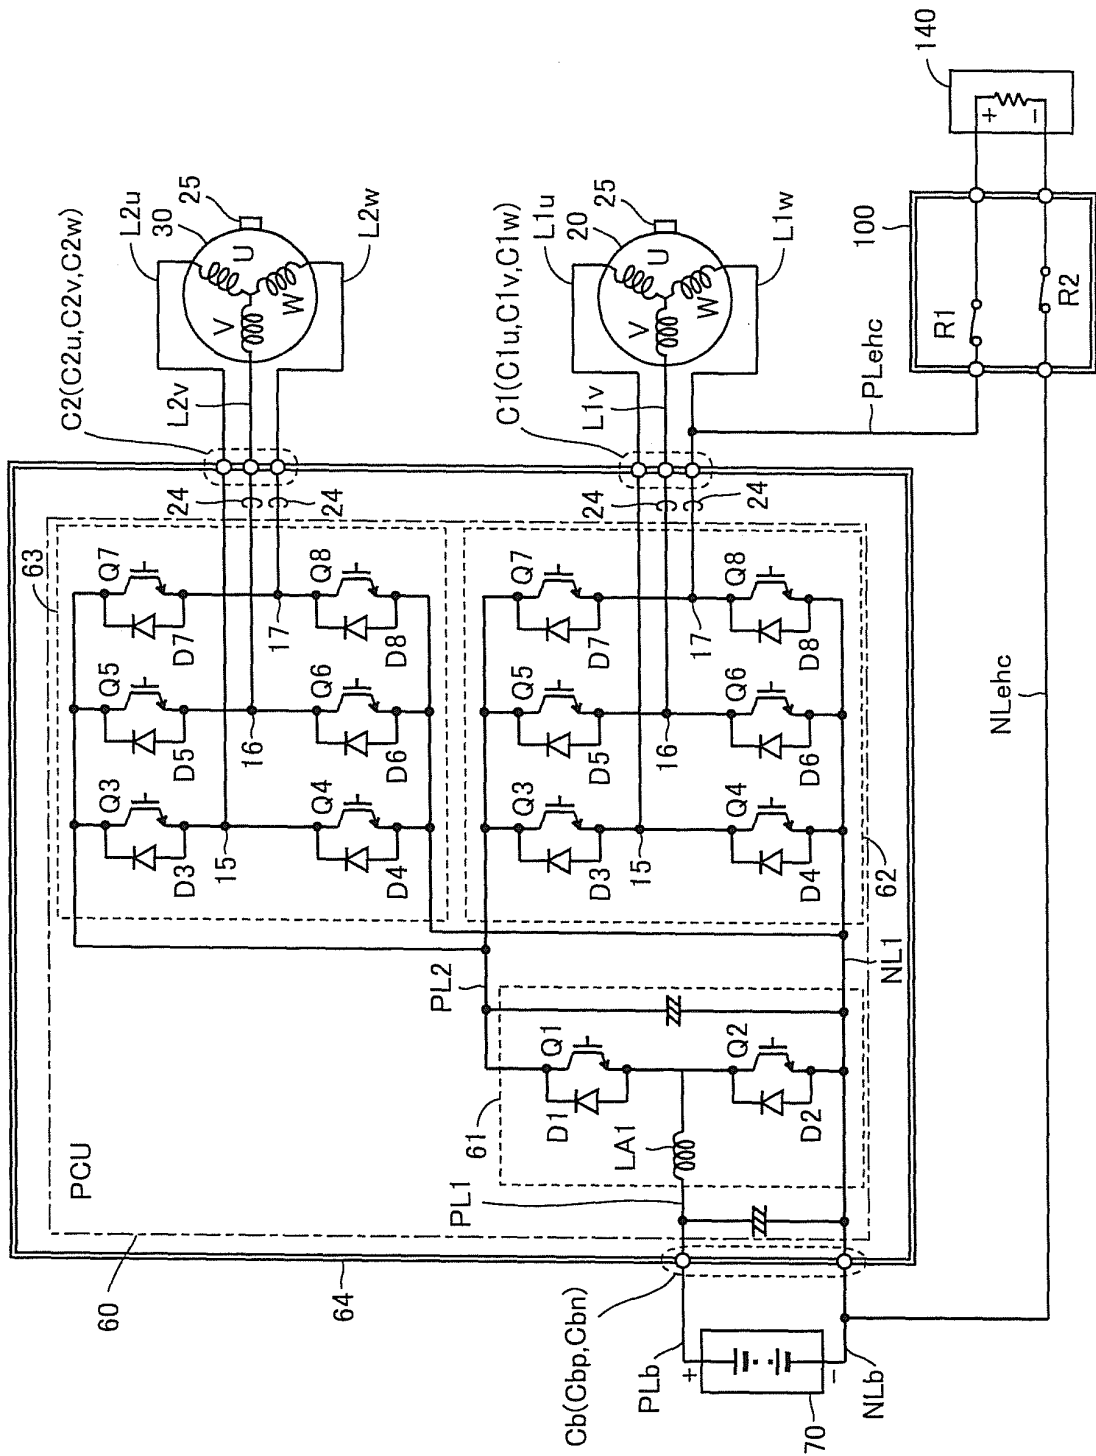 140
+
−
100
R1
R2
PLehc
NLehc
L2u
30
25
L2w
U
V
W
C2(C2u,C2v,C2w)
L2v
L1u
20
25
L1w
U
V
W
C1(C1u,C1v,C1w)
L1v
24
24
24
24
63
Q7
D7
Q5
D5
Q3
D3
17
16
15
Q8
D8
Q6
D6
Q4
D4
Q7
D7
Q5
D5
Q3
D3
17
16
15
Q8
D8
Q6
D6
Q4
D4
62
PL2
NL1
Q1
D1
Q2
D2
61
LA1
PL1
PCU
60
64
Cb(Cbp,Cbn)
PLb
+
−
NLb
70